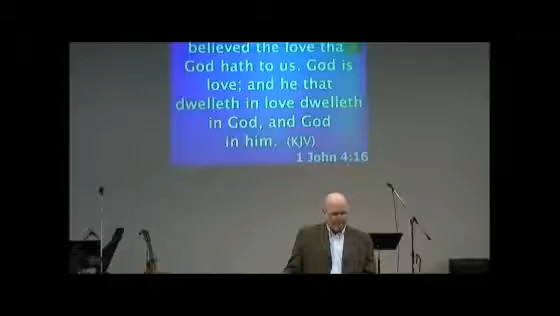 believed the love tha
God hath to us. God is
love; and he that
dwelleth in love dwelleth
in God, and God
in him. (KJV)
1 John 4:16